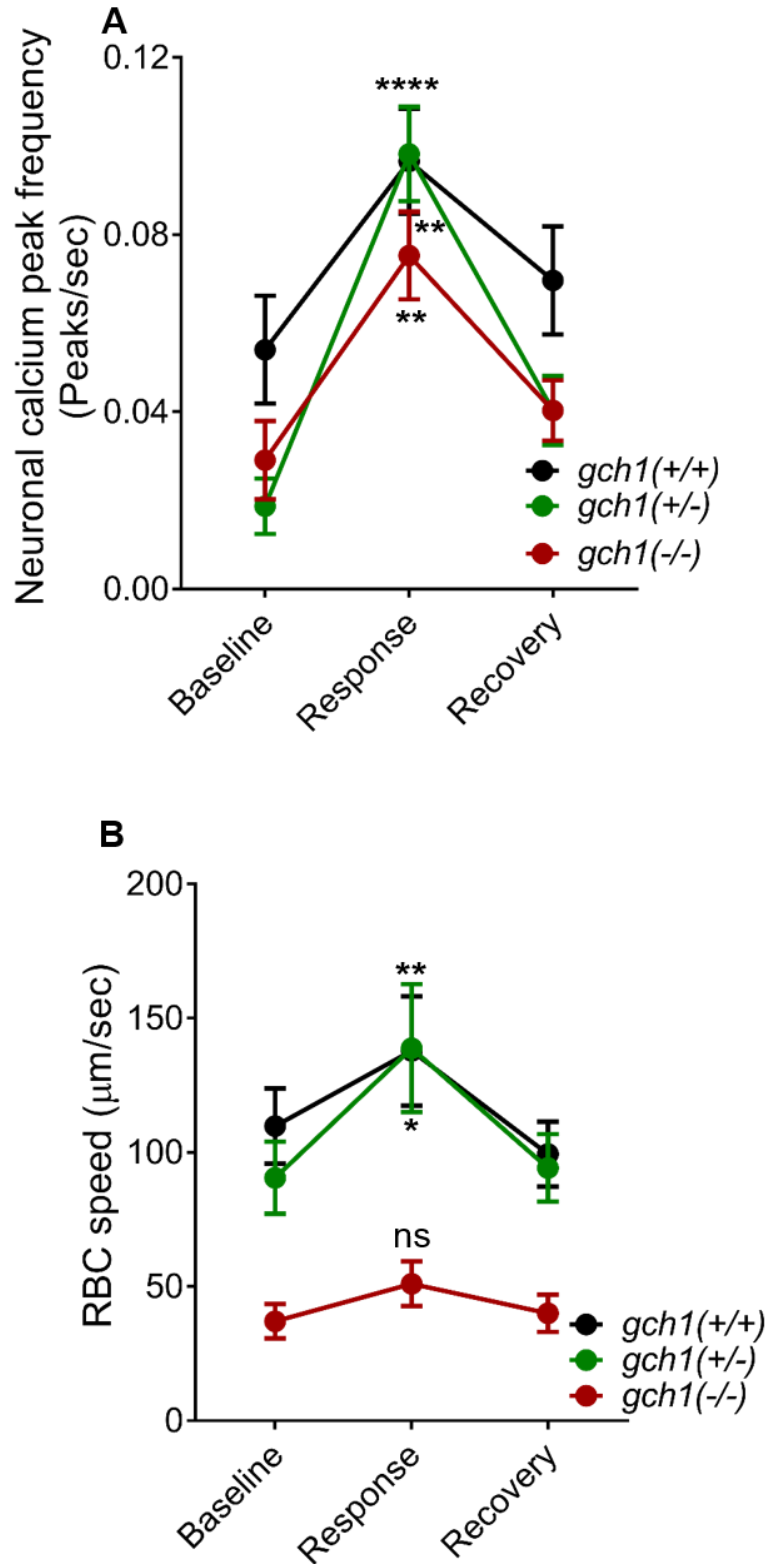 A
Neuronal calcium peak frequency
(Peaks/sec)
0.12
0.08
0.04
0.00
****
**
**
gch1(+/+)
gch1(+/-)
gch1(-/-)
Baseline
Response
Recovery
B
RBC speed (μm/sec)
200
150
100
50
0
**
*
ns
gch1(+/+)
gch1(+/-)
gch1(-/-)
Baseline
Response
Recovery